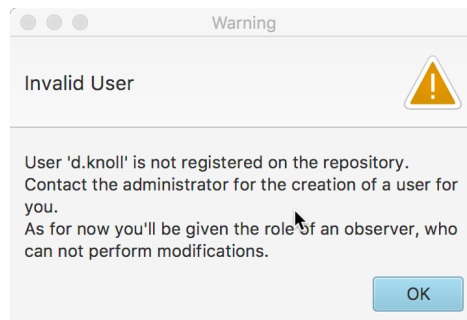 Warning
Invalid User
User 'd.knoll' is not registered on the repository.
Contact the administrator for the creation of a user for
you.
As for now you'll be given the role of an observer, who
can not perform modifications.
OK